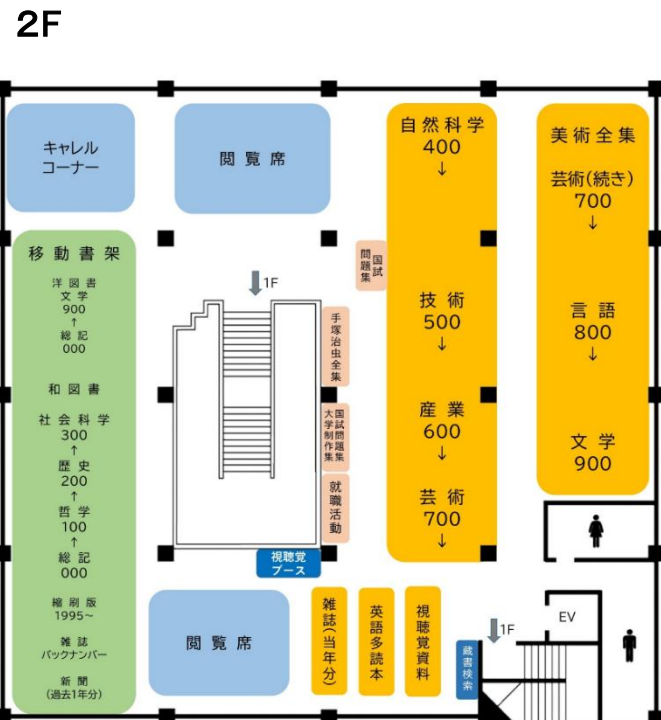 2F
キャレル
コーナー
閲覧席
自然科学
400
↓
技術
500
↓
産業
600
↓
芸術
700
↓
美術全集
芸術(続き)
700
↓
言語
800
↓
文学
900
移動書架
洋図書
文学
900
↑
総記
000
和図書
社会科学
300
↑
歴史
200
↑
哲学
100
↑
総記
000
縮刷版
1995～
雑誌
バックナンバー
新聞
(過去1年分)
1F
国試
問題集
手塚治虫全集
国試問題集
大学制作集
就職活動
視聴覚
ブース
閲覧席
雑誌(当年分)
英語多読本
視聴覚資料
蔵書検索
1F
EV